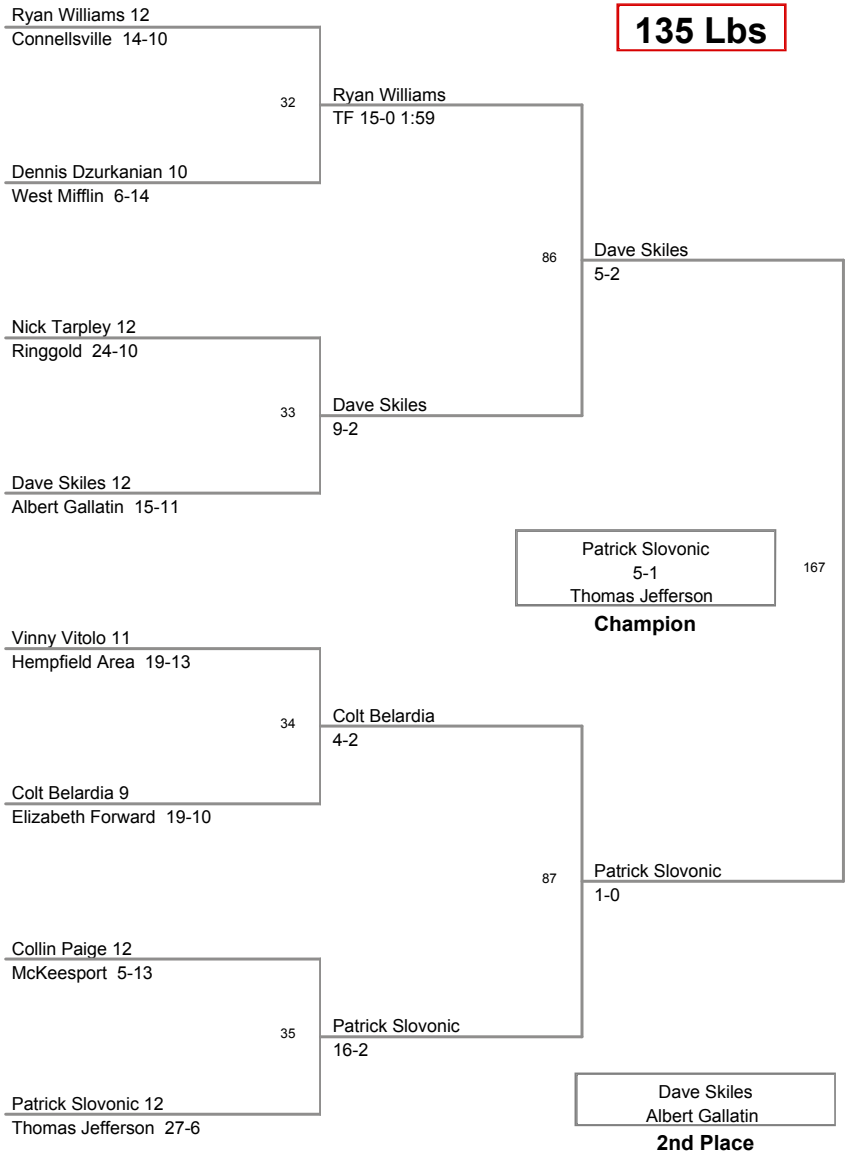 Ryan Williams 12
Connellsville 14-10
135 Lbs
32
Ryan Williams
TF 15-0 1:59
Dennis Dzurkanian 10
West Mifflin 6-14
86
Dave Skiles
5-2
Nick Tarpley 12
Ringgold 24-10
33
Dave Skiles
9-2
Dave Skiles 12
Albert Gallatin 15-11
Patrick Slovonic
5-1
Thomas Jefferson
Champion
167
Vinny Vitolo 11
Hempfield Area 19-13
34
Colt Belardia
4-2
Colt Belardia 9
Elizabeth Forward 19-10
87
Patrick Slovonic
1-0
Collin Paige 12
McKeesport 5-13
35
Patrick Slovonic
16-2
Patrick Slovonic 12
Thomas Jefferson 27-6
Dave Skiles
Albert Gallatin
2nd Place